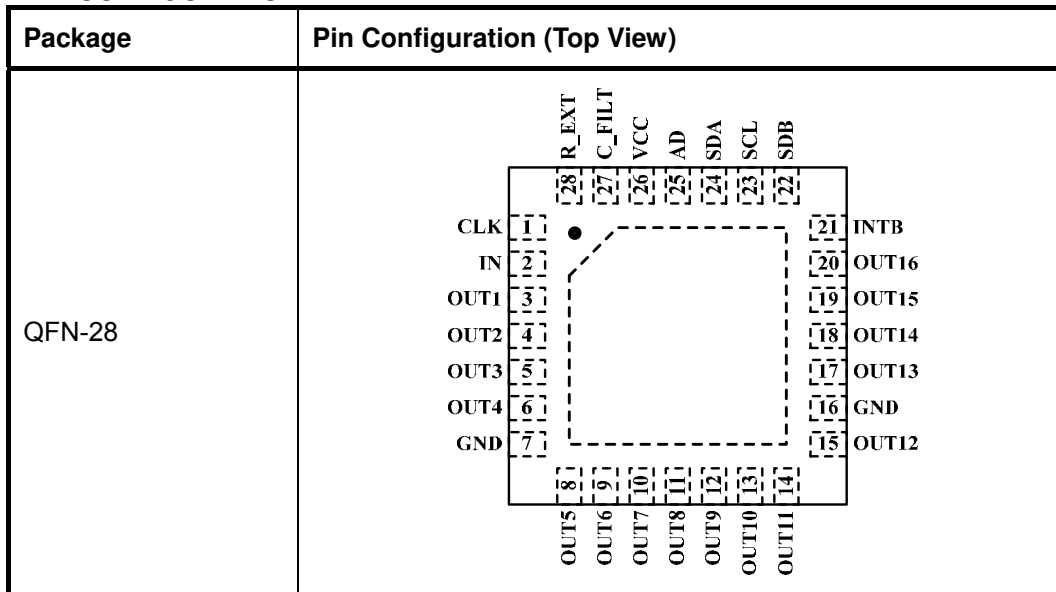 Package Pin Configuration (Top View)
QFN-28
R_EXT C_FILT VCC AD SDA SCL SDB
28 27 26 25 24 23 22
CLK 1 21 INTB
IN 2 20 OUT16
OUT1 3 19 OUT15
OUT2 4 18 OUT14
OUT3 5 17 OUT13
OUT4 6 16 GND
GND 7 15 OUT12
8 9 10 11 12 13 14
OUT5 OUT6 OUT7 OUT8 OUT9 OUT10 OUT11